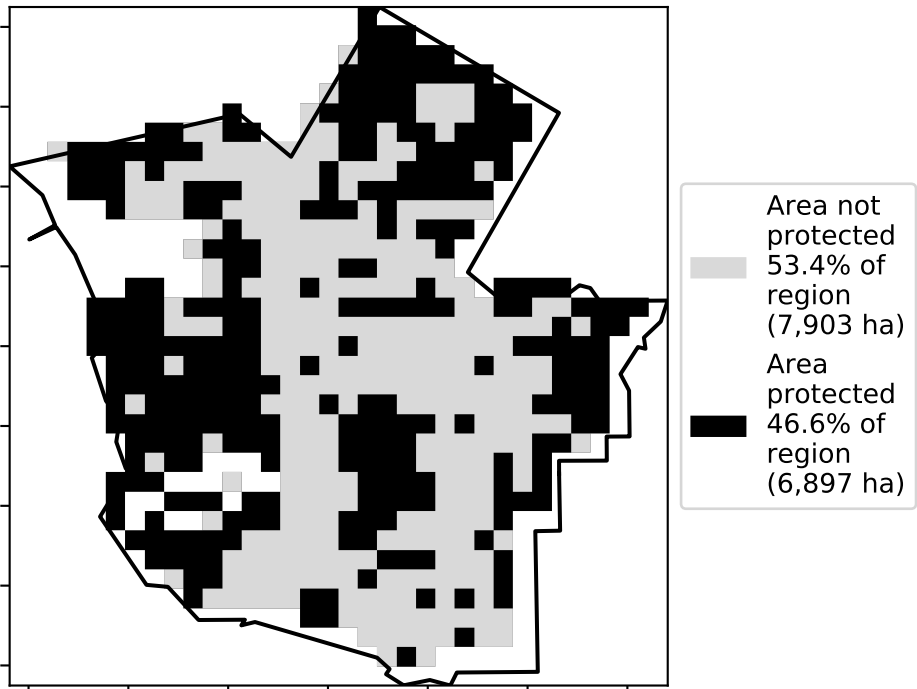 Area not
protected
53.4% of
region
(7,903 ha)
Area
protected
46.6% of
region
(6,897 ha)